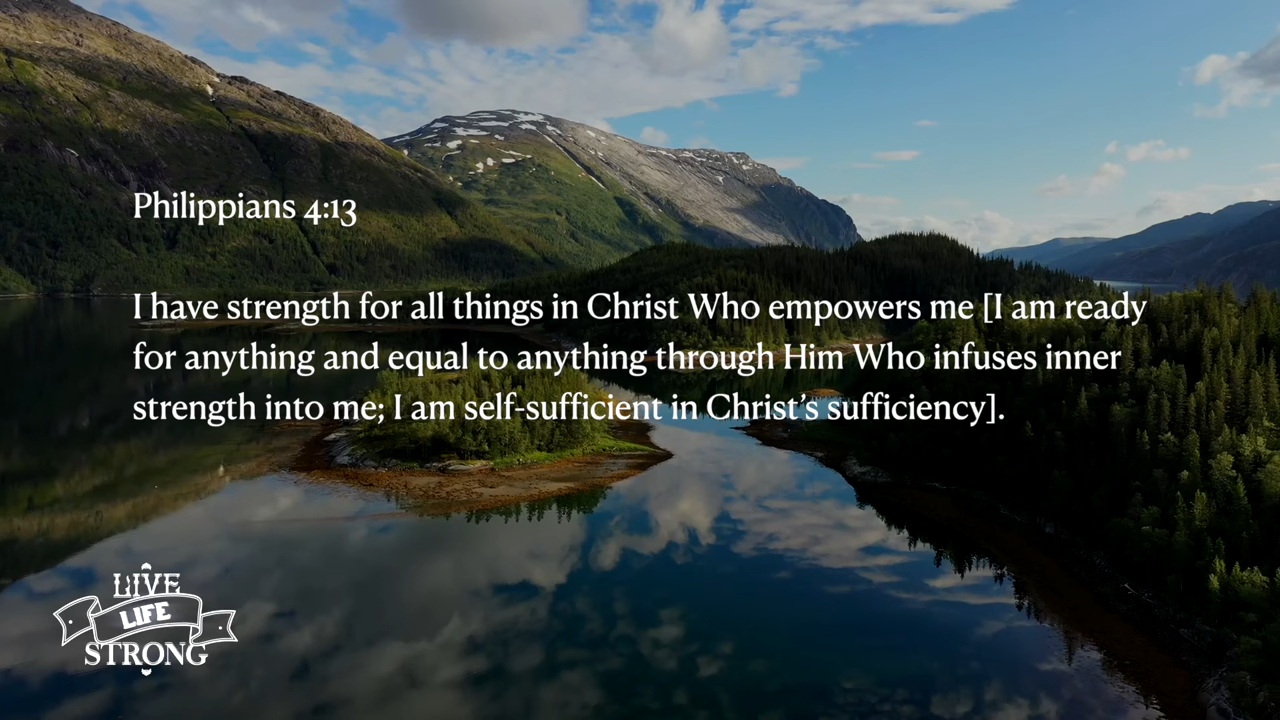 Philippians 4:13
I have strength for all things in Christ Who empowers me [I am ready
for anything and equal to anything through Him Who infuses inner
strength into me; I am self-sufficient in Christ’s sufficiency].
LIVE
LIFE
STRONG